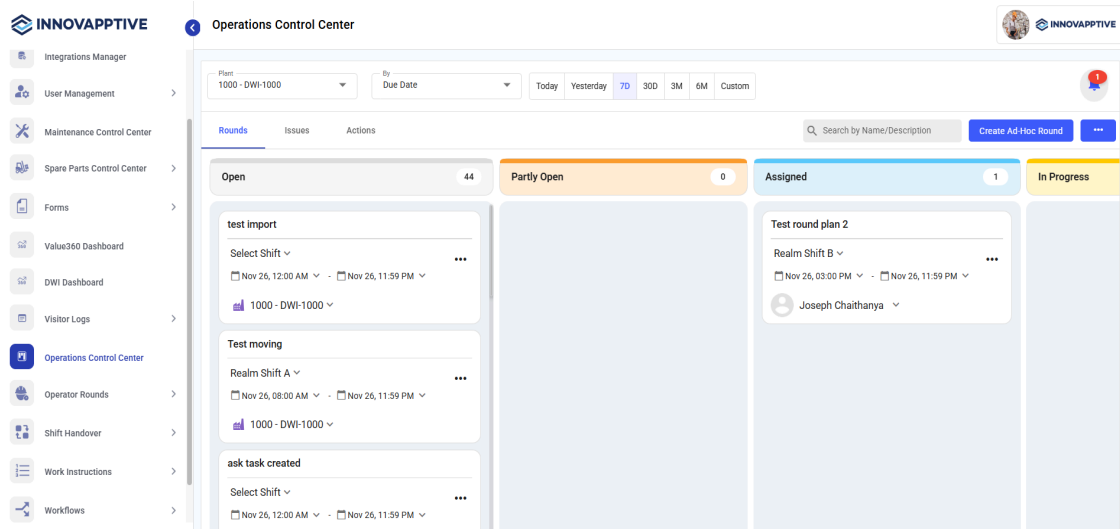 INNOVAPPTIVE
Operations Control Center
INNOVAPPTIVE
Integrations Manager
User Management
Maintenance Control Center
Spare Parts Control Center
Forms
Value360 Dashboard
DWI Dashboard
Visitor Logs
Operations Control Center
Operator Rounds
Shift Handover
Work Instructions
Workflows
Plant
1000 - DWI-1000
By
Due Date
Today Yesterday 7D 30D 3M 6M Custom
1
Rounds Issues Actions
Search by Name/Description
Create Ad-Hoc Round
Open 44
Partly Open 0
Assigned 1
In Progress
test import
Select Shift
Nov 26, 12:00 AM - Nov 26, 11:59 PM
1000 - DWI-1000
Test moving
Realm Shift A
Nov 26, 08:00 AM - Nov 26, 11:59 PM
1000 - DWI-1000
ask task created
Select Shift
Nov 26, 12:00 AM - Nov 26, 11:59 PM
Test round plan 2
Realm Shift B
Nov 26, 03:00 PM - Nov 26, 11:59 PM
Joseph Chaithanya